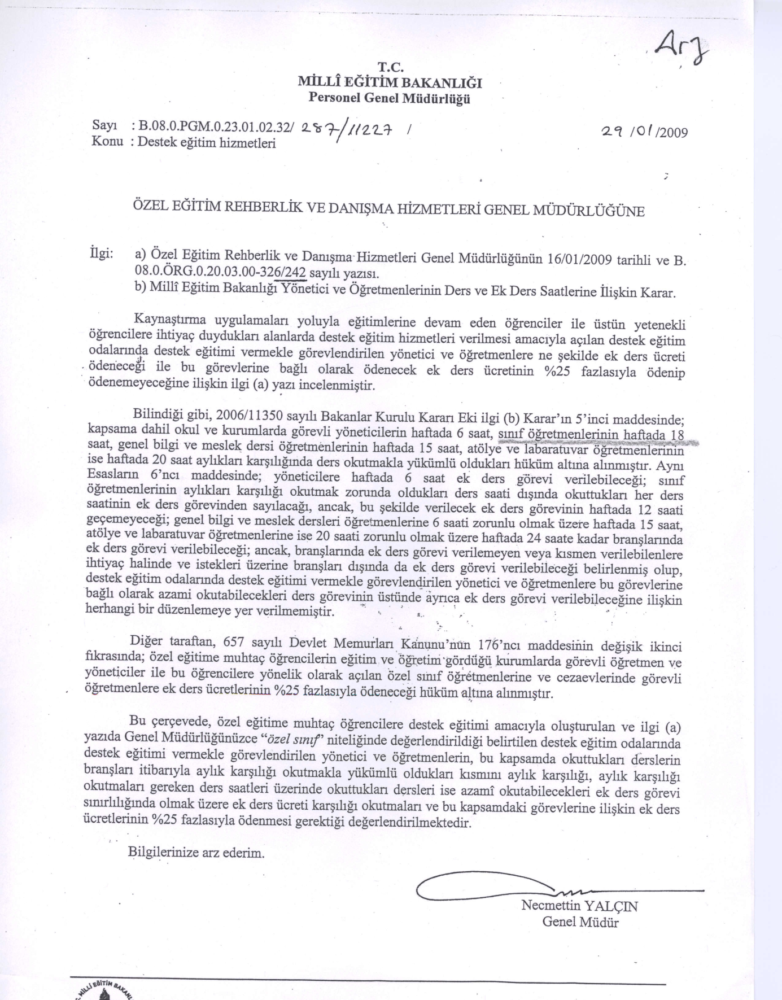 Arz
T.C.
MİLLÎ EĞİTİM BAKANLIĞI
Personel Genel Müdürlüğü
Sayı : B.08.0.PGM.0.23.01.02.32/ 287/11227 / 29 /01/2009
Konu : Destek eğitim hizmetleri
ÖZEL EĞİTİM REHBERLİK VE DANIŞMA HİZMETLERİ GENEL MÜDÜRLÜĞÜNE
İlgi: a) Özel Eğitim Rehberlik ve Danışma Hizmetleri Genel Müdürlüğünün 16/01/2009 tarihli ve B.
08.0.ÖRG.0.20.03.00-326/242 sayılı yazısı.
b) Millî Eğitim Bakanlığı Yönetici ve Öğretmenlerinin Ders ve Ek Ders Saatlerine İlişkin Karar.
Kaynaştırma uygulamaları yoluyla eğitimlerine devam eden öğrenciler ile üstün yetenekli
öğrencilere ihtiyaç duydukları alanlarda destek eğitim hizmetleri verilmesi amacıyla açılan destek eğitim
odalarında destek eğitimi vermekle görevlendirilen yönetici ve öğretmenlere ne şekilde ek ders ücreti
ödeneceği ile bu görevlerine bağlı olarak ödenecek ek ders ücretinin %25 fazlasıyla ödenip
ödenemeyeceğine ilişkin ilgi (a) yazı incelenmiştir.
Bilindiği gibi, 2006/11350 sayılı Bakanlar Kurulu Kararı Eki ilgi (b) Karar’ın 5’inci maddesinde;
kapsama dahil okul ve kurumlarda görevli yöneticilerin haftada 6 saat, sınıf öğretmenlerinin haftada 18
saat, genel bilgi ve meslek dersi öğretmenlerinin haftada 15 saat, atölye ve labaratuvar öğretmenlerinin
ise haftada 20 saat aylıkları karşılığında ders okutmakla yükümlü oldukları hüküm altına alınmıştır. Aynı
Esasların 6’ncı maddesinde; yöneticilere haftada 6 saat ek ders görevi verilebileceği; sınıf
öğretmenlerinin aylıkları karşılığı okutmak zorunda oldukları ders saati dışında okuttukları her ders
saatinin ek ders görevinden sayılacağı, ancak, bu şekilde verilecek ek ders görevinin haftada 12 saati
geçemeyeceği; genel bilgi ve meslek dersleri öğretmenlerine 6 saati zorunlu olmak üzere haftada 15 saat,
atölye ve labaratuvar öğretmenlerine ise 20 saati zorunlu olmak üzere haftada 24 saate kadar branşlarında
ek ders görevi verilebileceği; ancak, branşlarında ek ders görevi verilemeyen veya kısmen verilebilenlere
ihtiyaç halinde ve istekleri üzerine branşları dışında da ek ders görevi verilebileceği belirlenmiş olup,
destek eğitim odalarında destek eğitimi vermekle görevlendirilen yönetici ve öğretmenlere bu görevlerine
bağlı olarak azami okutabilecekleri ders görevinin üstünde ayrıca ek ders görevi verilebileceğine ilişkin
herhangi bir düzenlemeye yer verilmemiştir.
Diğer taraftan, 657 sayılı Devlet Memurları Kanunu’nun 176’ncı maddesinin değişik ikinci
fıkrasında; özel eğitime muhtaç öğrencilerin eğitim ve öğretim gördüğü kurumlarda görevli öğretmen ve
yöneticiler ile bu öğrencilere yönelik olarak açılan özel sınıf öğretmenlerine ve cezaevlerinde görevli
öğretmenlere ek ders ücretlerinin %25 fazlasıyla ödeneceği hüküm altına alınmıştır.
Bu çerçevede, özel eğitime muhtaç öğrencilere destek eğitimi amacıyla oluşturulan ve ilgi (a)
yazıda Genel Müdürlüğünüzce “özel sınıf” niteliğinde değerlendirildiği belirtilen destek eğitim odalarında
destek eğitimi vermekle görevlendirilen yönetici ve öğretmenlerin, bu kapsamda okuttukları derslerin
branşları itibarıyla aylık karşılığı okutmakla yükümlü oldukları kısmını aylık karşılığı, aylık karşılığı
okutmaları gereken ders saatleri üzerinde okuttukları dersleri ise azamî okutabilecekleri ek ders görevi
sınırlılığında olmak üzere ek ders ücreti karşılığı okutmaları ve bu kapsamdaki görevlerine ilişkin ek ders
ücretlerinin %25 fazlasıyla ödenmesi gerektiği değerlendirilmektedir.
Bilgilerinize arz ederim.
Necmettin YALÇIN
Genel Müdür
MİLLİ EĞİTİM